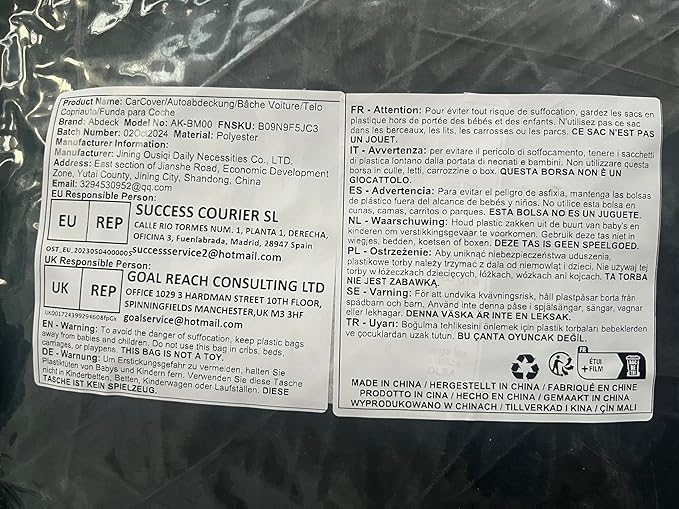 Product Name: CarCover/Autoabdeckung/Bâche Voiture/Telo
Copriauto/Funda para Coche
Brand: Abdeck Model No: AK-BM00 FNSKU: B09N9F5JC3
Batch Number: 02Oct2024 Material: Polyester
Manufacturer Information:
Manufacturer: Jining Ousiqi Daily Necessities Co., LTD.
Address: East section of Jianshe Road, Economic Development
Zone, Yutai County, Jining City, Shandong, China
Email: 3294530952@qq.com
EU Responsible Person:
EU REP
SUCCESS COURIER SL
CALLE RIO TORMES NUM. 1, PLANTA 1, DERECHA,
OFICINA 3, Fuenlabrada, Madrid, 28947 Spain
successservice2@hotmail.com
OST_EU_20230504000005
UK Responsible Person:
UK REP
GOAL REACH CONSULTING LTD
OFFICE 1029 3 HARDMAN STREET 10TH FLOOR,
SPINNINGFIELDS MANCHESTER,UK M3 3HF
goalservice@hotmail.com
EN - Warning: To avoid the danger of suffocation, keep plastic bags
away from babies and children. Do not use this bag in cribs, beds,
carriages, or playpens. THIS BAG IS NOT A TOY.
DE - Warnung: Um Erstickungsgefahr zu vermeiden, halten Sie
Plastiktüten von Babys und Kindern fern. Verwenden Sie diese Tasche
nicht in Kinderbetten, Betten, Kinderwagen oder Laufställen. DIESE
TASCHE IST KEIN SPIELZEUG.
FR - Attention: Pour éviter tout risque de suffocation, gardez les sacs en
plastique hors de portée des bébés et des enfants. N'utilisez pas ce sac
dans les berceaux, les lits, les carrosses ou les parcs. CE SAC N'EST PAS
UN JOUET.
IT - Avvertenza: per evitare il pericolo di soffocamento, tenere i sacchetti
di plastica lontano dalla portata di neonati e bambini. Non utilizzare questa
borsa in culle, letti, carrozzine o box. QUESTA BORSA NON È UN
GIOCATTOLO.
ES - Advertencia: Para evitar el peligro de asfixia, mantenga las bolsas
de plástico fuera del alcance de bebés y niños. No utilice esta bolsa en
cunas, camas, carritos o parques. ESTA BOLSA NO ES UN JUGUETE.
NL - Waarschuwing: Houd plastic zakken uit de buurt van baby's en
kinderen om verstikkingsgevaar te voorkomen. Gebruik deze tas niet in
wiegjes, bedden, koetsen of boxen. DEZE TAS IS GEEN SPEELGOED.
PL - Ostrzeżenie: Aby uniknąć niebezpieczeństwa uduszenia,
plastikowe torby należy trzymać z dala od niemowląt i dzieci. Nie używaj tej
torby w łóżeczkach dziecięcych, łóżkach, wózkach ani kojcach. TA TORBA
NIE JEST ZABAWKĄ.
SE - Varning: För att undvika kvävningsrisk, håll plastpåsar borta från
spädbarn och barn. Använd inte denna påse i spjälsängar, sängar, vagnar
eller lekhagar. DENNA VÄSKA ÄR INTE EN LEKSAK.
TR - Uyarı: Boğulma tehlikesini önlemek için plastik torbaları bebeklerden
ve çocuklardan uzak tutun. BU ÇANTA OYUNCAK DEĞİL.
FR
ÉTUI
+ FILM
MADE IN CHINA / HERGESTELLT IN CHINA / FABRIQUÉ EN CHINE
PRODOTTO IN CINA / HECHO EN CHINA / GEMAAKT IN CHINA
WYPRODUKOWANO W CHINACH / TILLVERKAD I KINA / ÇİN MALI